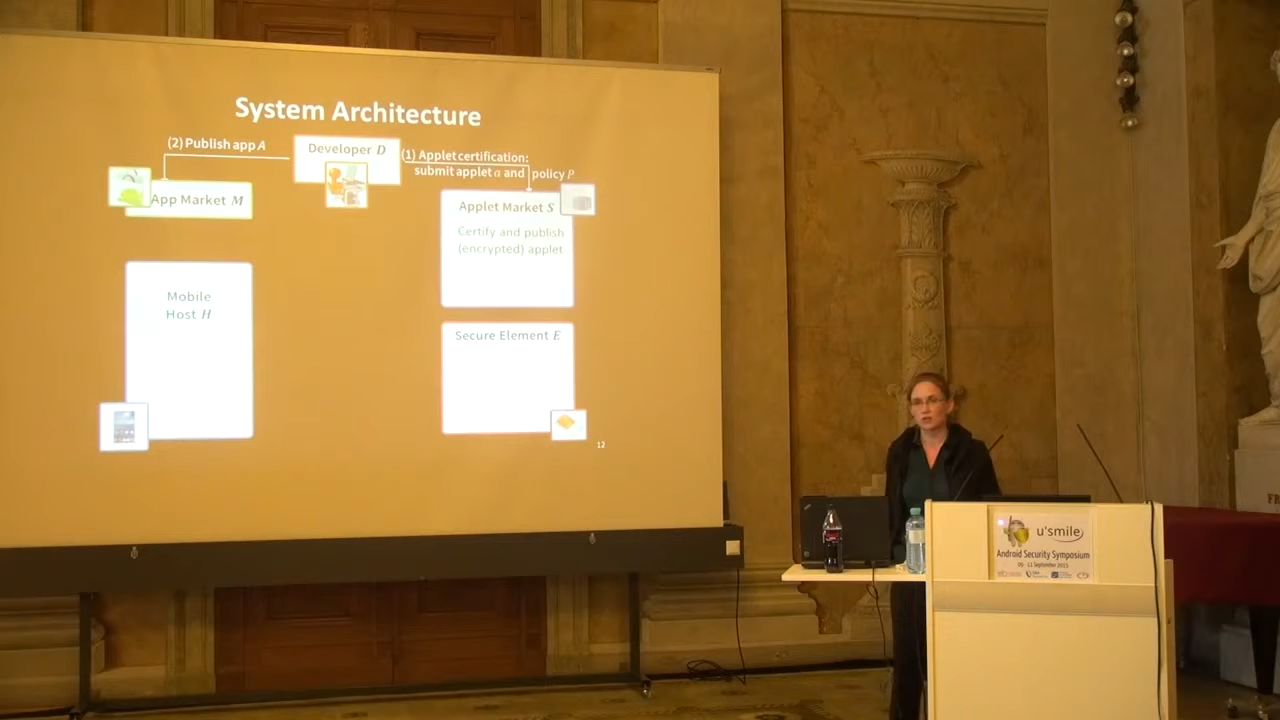 System Architecture
(2) Publish app A
Developer D
(1) Applet certification:
submit applet a and policy P
App Market M
Applet Market S
Certify and publish
(encrypted) applet
Mobile
Host H
Secure Element E
12
u'smile
Android Security Symposium